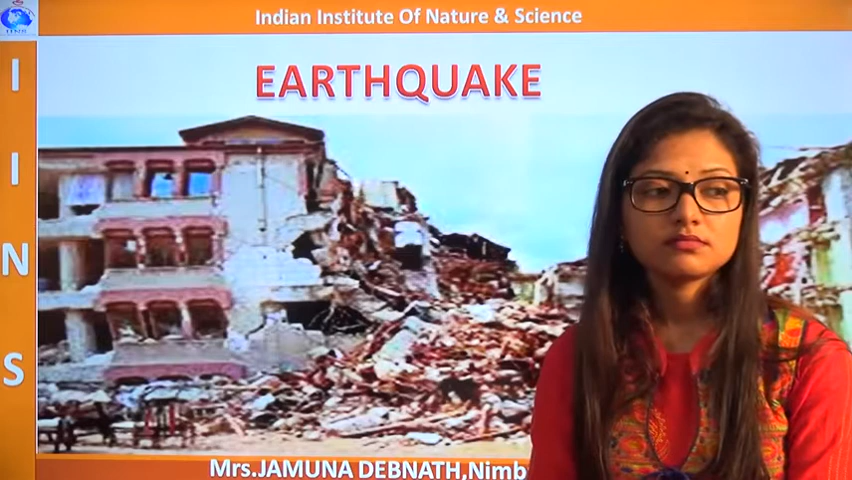 Indian Institute Of Nature & Science
EARTHQUAKE
I
I
N
S
Mrs.JAMUNA DEBNATH,Nimb